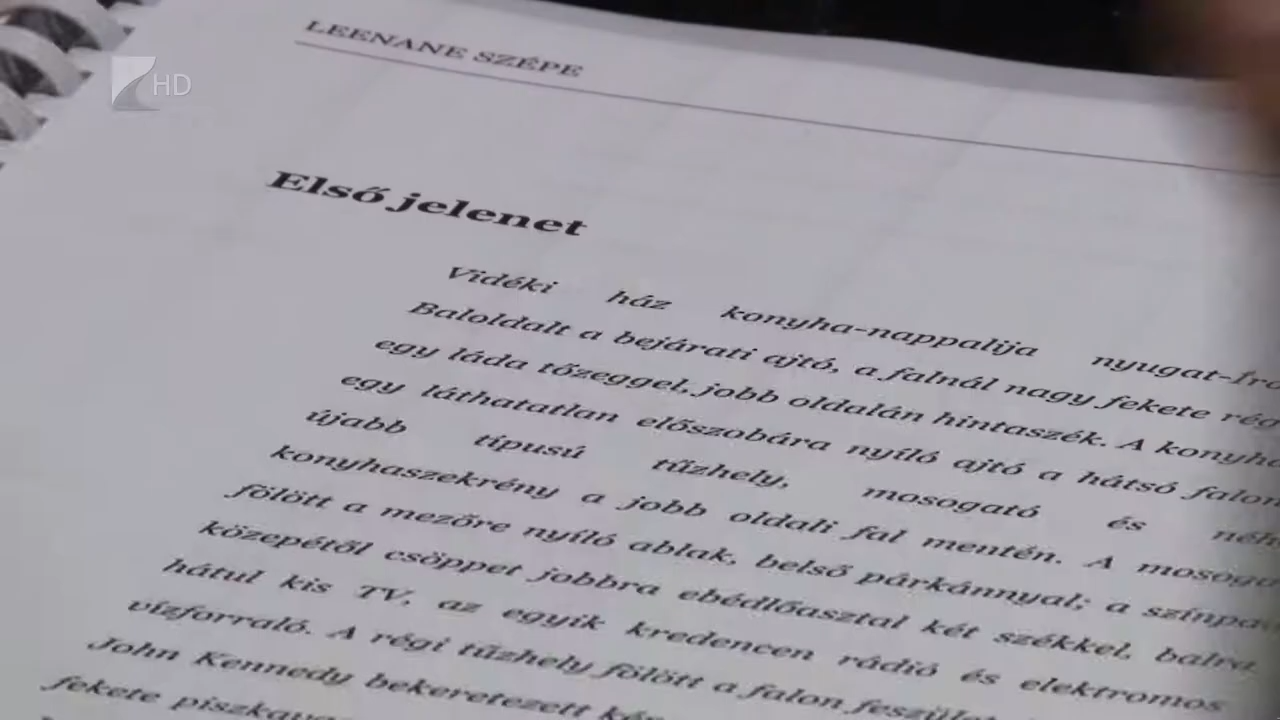 LEENANE SZÉPE
HD
Első jelenet
Vidéki ház konyha-nappalija
Baloldalt a bejárati ajtó, a falnál nagy fekete
egy láda tőzeggel, jobb oldalán hintaszék. A
egy láthatatlan előszobára nyíló ajtó a hátsó
újabb típusú tűzhely, mosogató és
konyhaszekrény a jobb oldali fal mentén. A
fölött a mezőre nyíló ablak, belső párkánnyal; a
közepétől csöppet jobbra ebédlőasztal két székkel, balra
hátul kis TV, az egyik kredencen rádió és elektromos
vízforraló. A régi tűzhely fölött a falon
John Kennedy bekeretezett
fekete